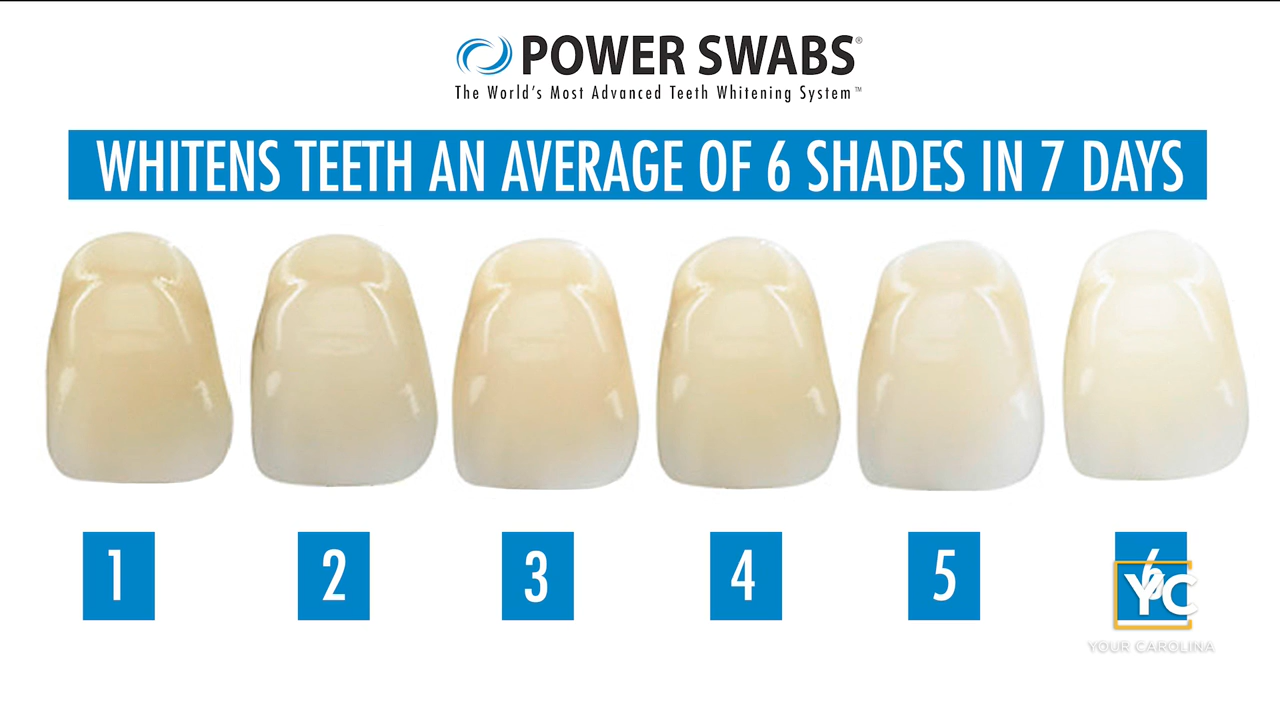 POWER SWABS®
The World's Most Advanced Teeth Whitening System™
WHITENS TEETH AN AVERAGE OF 6 SHADES IN 7 DAYS
1 2 3 4 5 6
YC
YOUR CAROLINA